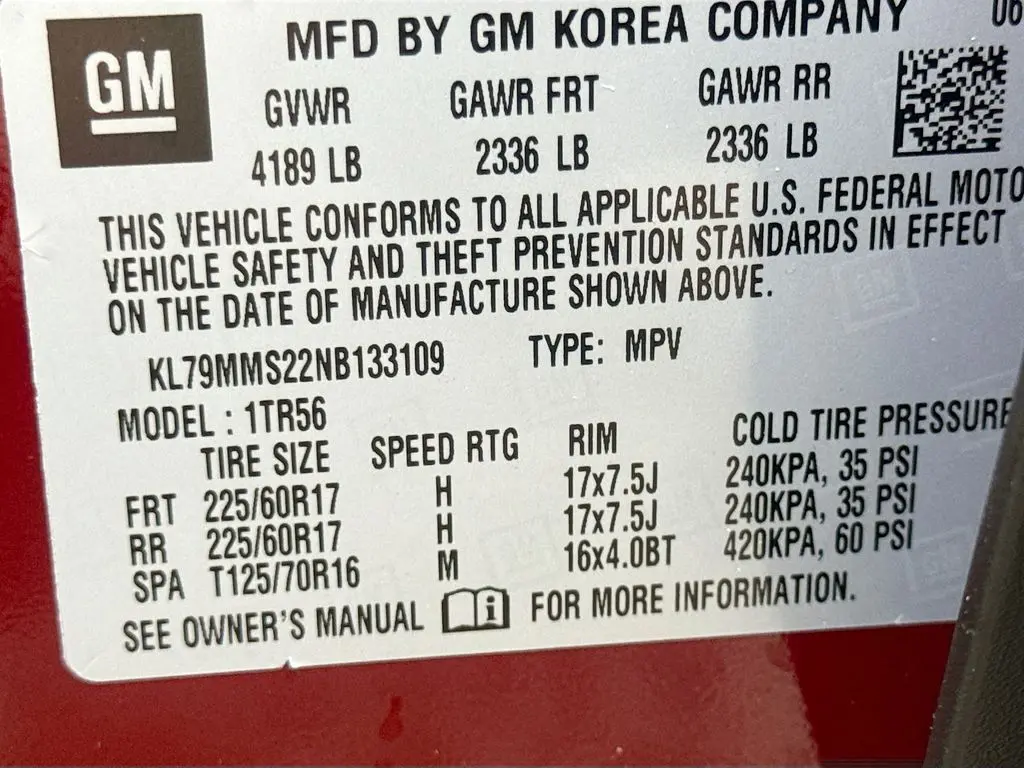 MFD BY GM KOREA COMPANY 06
GM
GVWR GAWR FRT GAWR RR
4189 LB 2336 LB 2336 LB
THIS VEHICLE CONFORMS TO ALL APPLICABLE U.S. FEDERAL MOTO
VEHICLE SAFETY AND THEFT PREVENTION STANDARDS IN EFFECT
ON THE DATE OF MANUFACTURE SHOWN ABOVE.
KL79MMS22NB133109 TYPE: MPV
MODEL : 1TR56
TIRE SIZE SPEED RTG RIM COLD TIRE PRESSURE
FRT 225/60R17 H 17x7.5J 240KPA, 35 PSI
RR 225/60R17 H 17x7.5J 240KPA, 35 PSI
SPA T125/70R16 M 16x4.0BT 420KPA, 60 PSI
SEE OWNER'S MANUAL i FOR MORE INFORMATION.